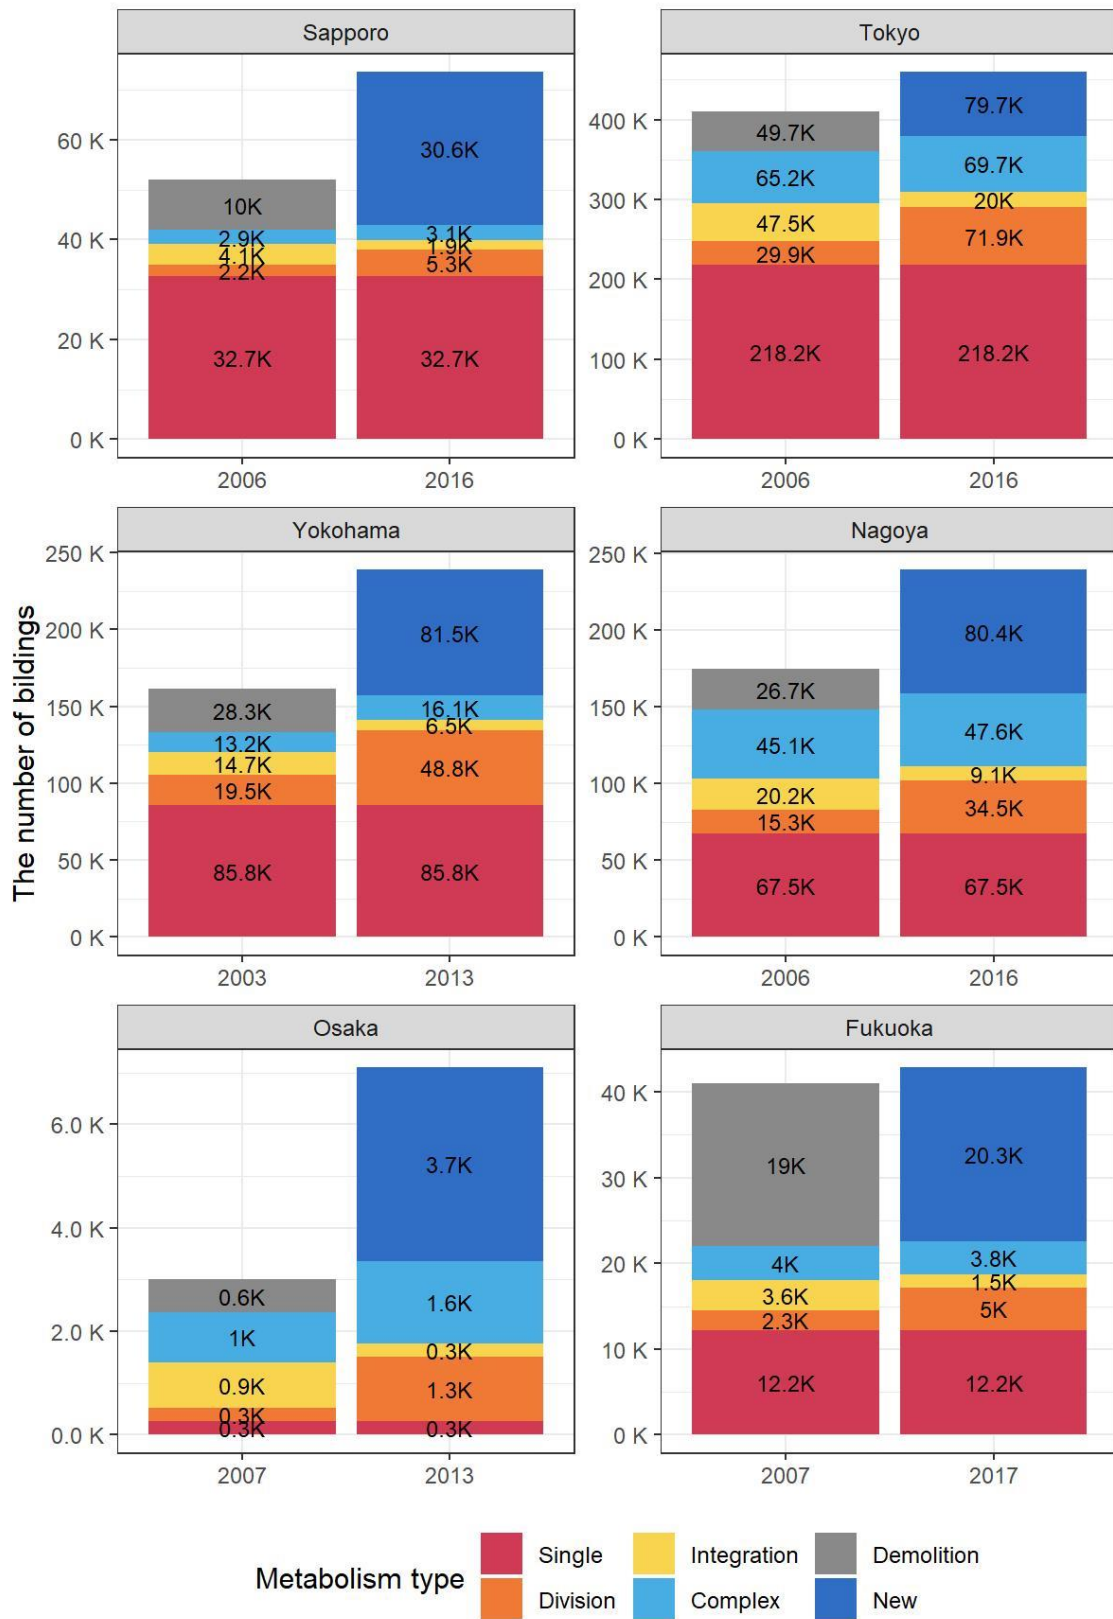 Sapporo
Tokyo
60 K
40 K
20 K
0 K
10K
2.9K
4.1K
2.2K
32.7K
30.6K
3.1K
1.9K
5.3K
32.7K
2006
2016
400 K
300 K
200 K
100 K
0 K
49.7K
65.2K
47.5K
29.9K
218.2K
79.7K
69.7K
20K
71.9K
218.2K
2006
2016
The number of bildings
Yokohama
Nagoya
250 K
200 K
150 K
100 K
50 K
0 K
28.3K
13.2K
14.7K
19.5K
85.8K
81.5K
16.1K
6.5K
48.8K
85.8K
2003
2013
250 K
200 K
150 K
100 K
50 K
0 K
26.7K
45.1K
20.2K
15.3K
67.5K
80.4K
47.6K
9.1K
34.5K
67.5K
2006
2016
Osaka
Fukuoka
6.0 K
4.0 K
2.0 K
0.0 K
0.6K
1K
0.9K
0.3K
0.3K
3.7K
1.6K
0.3K
1.3K
0.3K
2007
2013
40 K
30 K
20 K
10 K
0 K
19K
4K
3.6K
2.3K
12.2K
20.3K
3.8K
1.5K
5K
12.2K
2007
2017
Metabolism type
Single
Integration
Demolition
Division
Complex
New